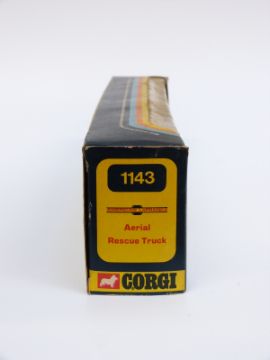 1143
Aerial
Rescue Truck
CORGI